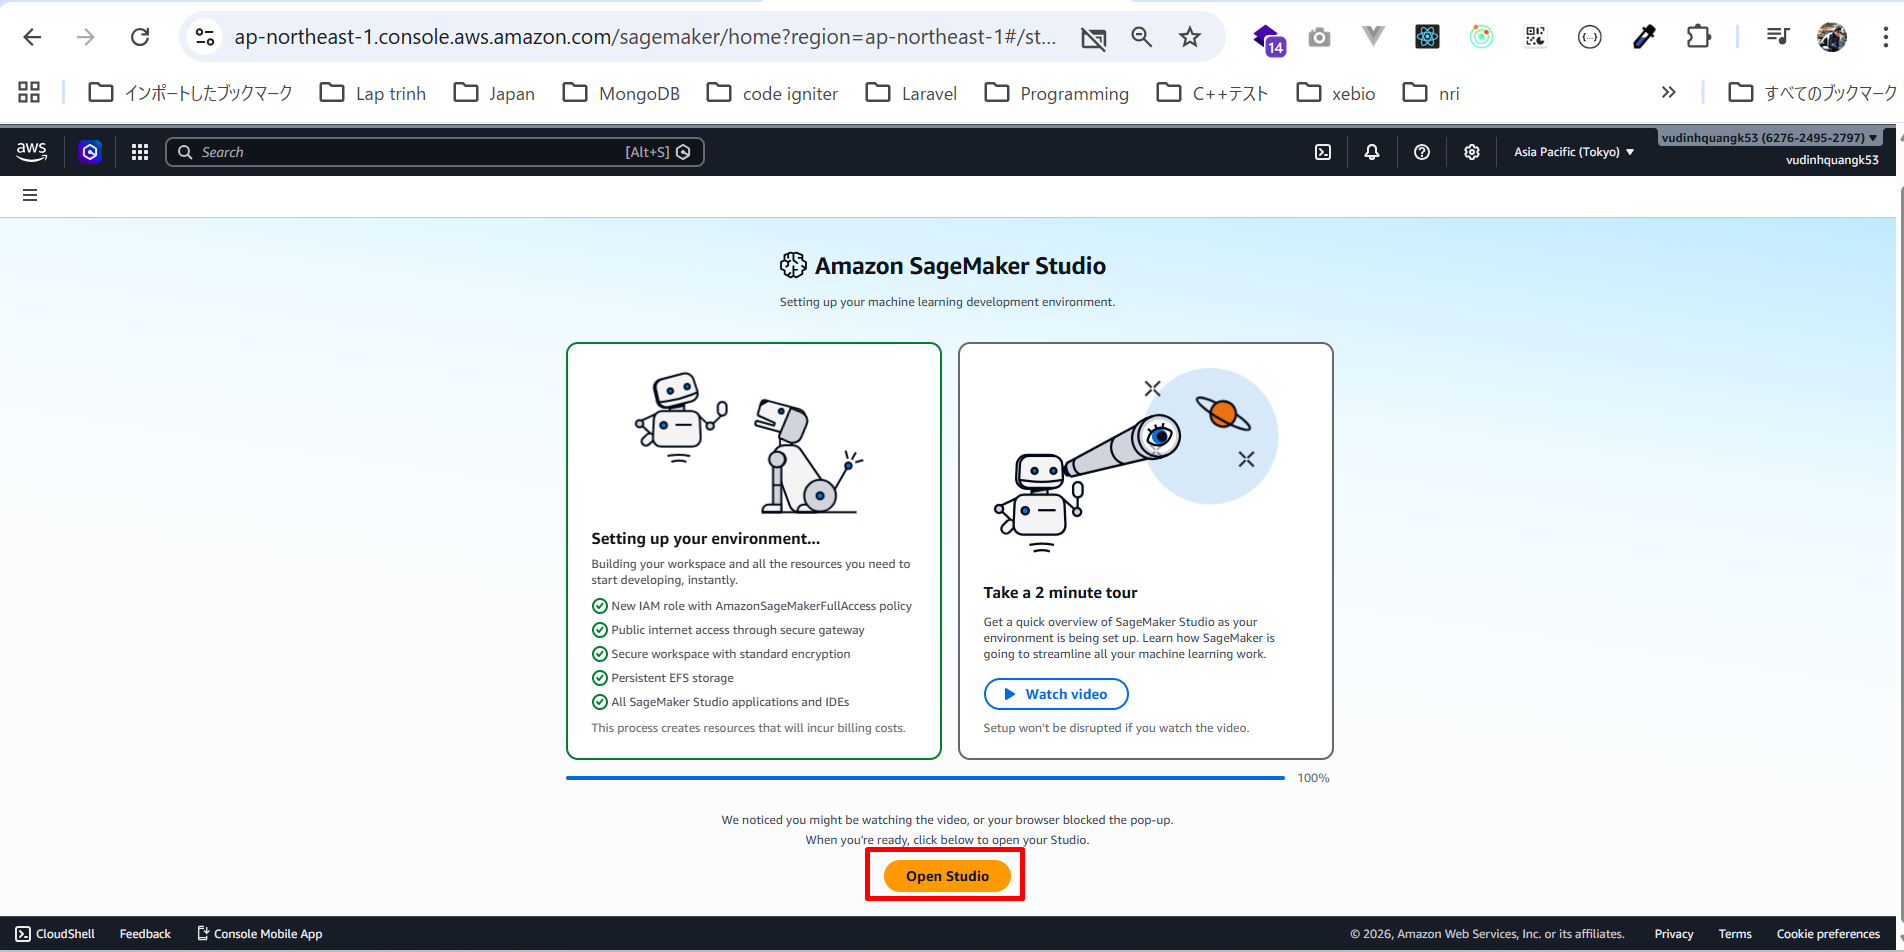 ap-northeast-1.console.aws.amazon.com/sagemaker/home?region=ap-northeast-1#/st...
14
インポートしたブックマーク
Lap trinh
Japan
MongoDB
code igniter
Laravel
Programming
C++テスト
xebio
nri
»
すべてのブックマーク
aws
Search
[Alt+S]
Asia Pacific (Tokyo)
vudinhquangk53 (6276-2495-2797)
vudinhquangk53
Amazon SageMaker Studio
Setting up your machine learning development environment.
Setting up your environment...
Building your workspace and all the resources you need to
start developing, instantly.
New IAM role with AmazonSageMakerFullAccess policy
Public internet access through secure gateway
Secure workspace with standard encryption
Persistent EFS storage
All SageMaker Studio applications and IDEs
This process creates resources that will incur billing costs.
Take a 2 minute tour
Get a quick overview of SageMaker Studio as your
environment is being set up. Learn how SageMaker is
going to streamline all your machine learning work.
Watch video
Setup won't be disrupted if you watch the video.
100%
We noticed you might be watching the video, or your browser blocked the pop-up.
When you're ready, click below to open your Studio.
Open Studio
CloudShell
Feedback
Console Mobile App
© 2026, Amazon Web Services, Inc. or its affiliates.
Privacy
Terms
Cookie preferences